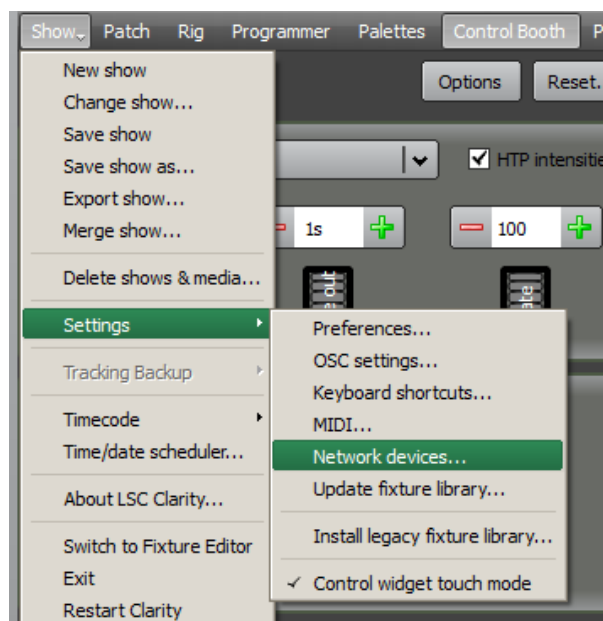 Show Patch Rig Programmer Palettes Control Booth P
New show
Change show...
Save show
Save show as...
Export show...
Merge show...
Delete shows & media...
Settings
Tracking Backup
Timecode
Time/date scheduler...
About LSC Clarity...
Switch to Fixture Editor
Exit
Restart Clarity
Options Reset.
HTP intensitie
1s 100
e out
ate
Preferences...
OSC settings...
Keyboard shortcuts...
MIDI...
Network devices...
Update fixture library...
Install legacy fixture library...
Control widget touch mode